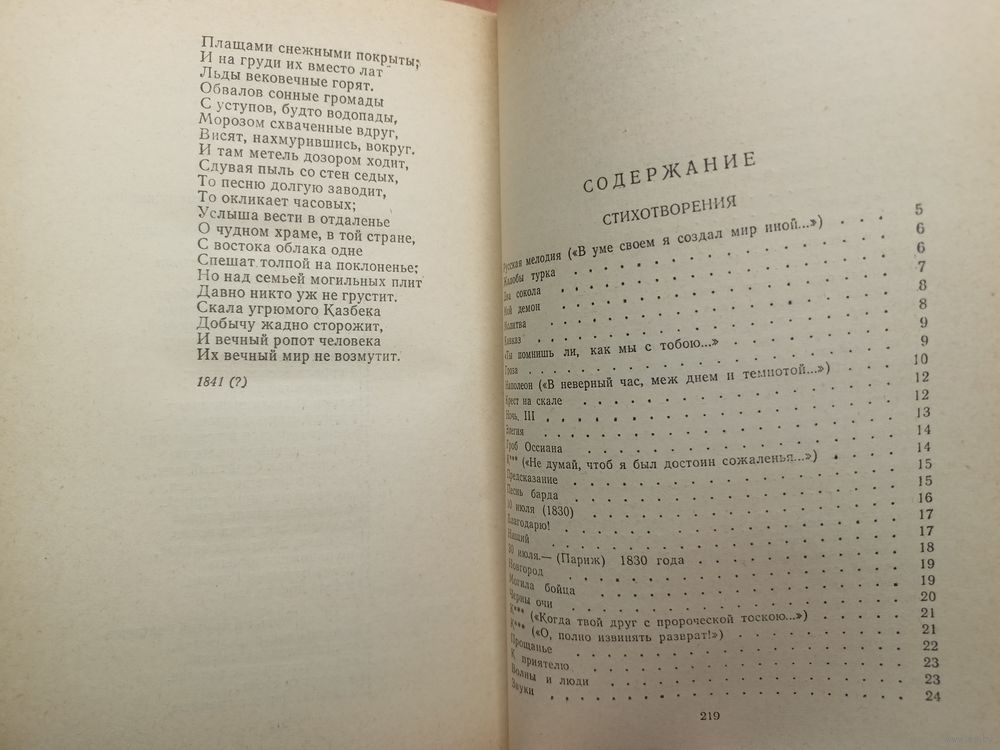 Плащами снежными покрыты;
И на груди их вместо лат
Льды вековечные горят.
Обвалов сонные громады
С уступов, будто водопады,
Морозом схваченные вдруг,
Висят, нахмурившись, вокруг.
И там метель дозором ходит,
Сдувая пыль со стен седых,
То песню долгую заводит,
То окликает часовых;
Услыша вести в отдаленье
О чудном храме, в той стране,
С востока облака одне
Спешат толпой на поклоненье;
Но над семьей могильных плит
Давно никто уж не грустит.
Скала угрюмого Казбека
Добычу жадно сторожит,
И вечный ропот человека
Их вечный мир не возмутит.
1841 (?)
СОДЕРЖАНИЕ
СТИХОТВОРЕНИЯ
Русская мелодия («В уме своем я создал мир иной...») . . . 5
Жалобы турка . . . 6
Два сокола . . . 6
Мой демон . . . 7
Молитва . . . 8
Кавказ . . . 8
«Ты помнишь ли, как мы с тобою...» . . . 9
Гроза . . . 9
Наполеон («В неверный час, меж днем и темнотой...») . . . 10
Крест на скале . . . 12
Ночь. III . . . 12
Элегия . . . 13
Гроб Оссиана . . . 14
К*** («Не думай, чтоб я был достоин сожаленья...») . . . 14
Предсказание . . . 15
Песнь барда . . . 15
10 июля (1830) . . . 16
Благодарю! . . . 17
Нищий . . . 17
30 июля.— (Париж) 1830 года . . . 18
Новгород . . . 19
Могила бойца . . . 19
Черны очи . . . 20
К*** («Когда твой друг с пророческой тоскою...») . . . 21
К*** («О, полно извинять разврат!») . . . 21
Прощанье . . . 22
К приятелю . . . 23
Волны и люди . . . 23
Звуки . . . 24
219